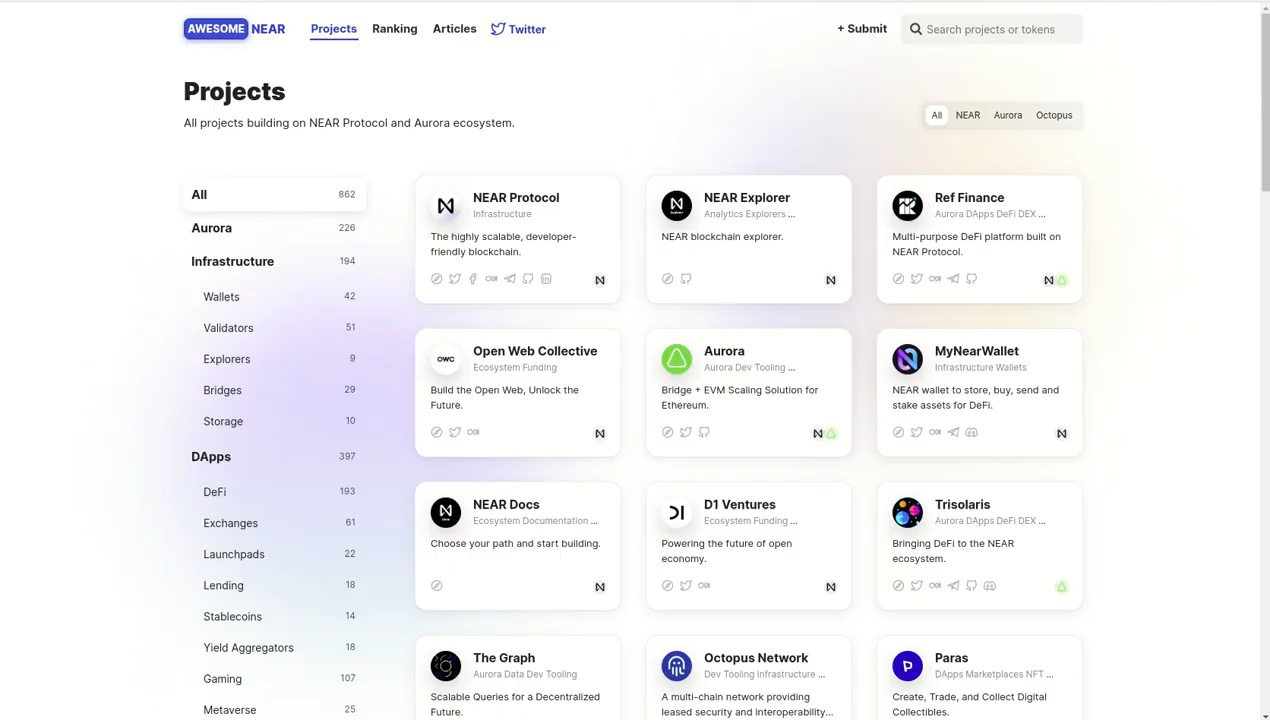 AWESOME NEAR Projects Ranking Articles Twitter + Submit Search projects or tokens
Projects
All projects building on NEAR Protocol and Aurora ecosystem.
All NEAR Aurora Octopus
All 862
Aurora 226
Infrastructure 194
Wallets 42
Validators 51
Explorers 9
Bridges 29
Storage 10
DApps 397
DeFi 193
Exchanges 61
Launchpads 22
Lending 18
Stablecoins 14
Yield Aggregators 18
Gaming 107
Metaverse 25
NEAR Protocol
Infrastructure
The highly scalable, developer-
friendly blockchain.
NEAR Explorer
Analytics Explorers ...
NEAR blockchain explorer.
Ref Finance
Aurora DApps DeFi DEX ...
Multi-purpose DeFi platform built on
NEAR Protocol.
OWC
Open Web Collective
Ecosystem Funding
Build the Open Web, Unlock the
Future.
Aurora
Aurora Dev Tooling ...
Bridge + EVM Scaling Solution for
Ethereum.
MyNearWallet
Infrastructure Wallets
NEAR wallet to store, buy, send and
stake assets for DeFi.
NEAR Docs
Ecosystem Documentation ...
Choose your path and start building.
D1 Ventures
Ecosystem Funding ...
Powering the future of open
economy.
Trisolaris
Aurora DApps DeFi DEX ...
Bringing DeFi to the NEAR
ecosystem.
The Graph
Aurora Data Dev Tooling
Scalable Queries for a Decentralized
Future.
Octopus Network
Dev Tooling Infrastructure ...
A multi-chain network providing
leased security and interoperability...
P
Paras
DApps Marketplaces NFT ...
Create, Trade, and Collect Digital
Collectibles.